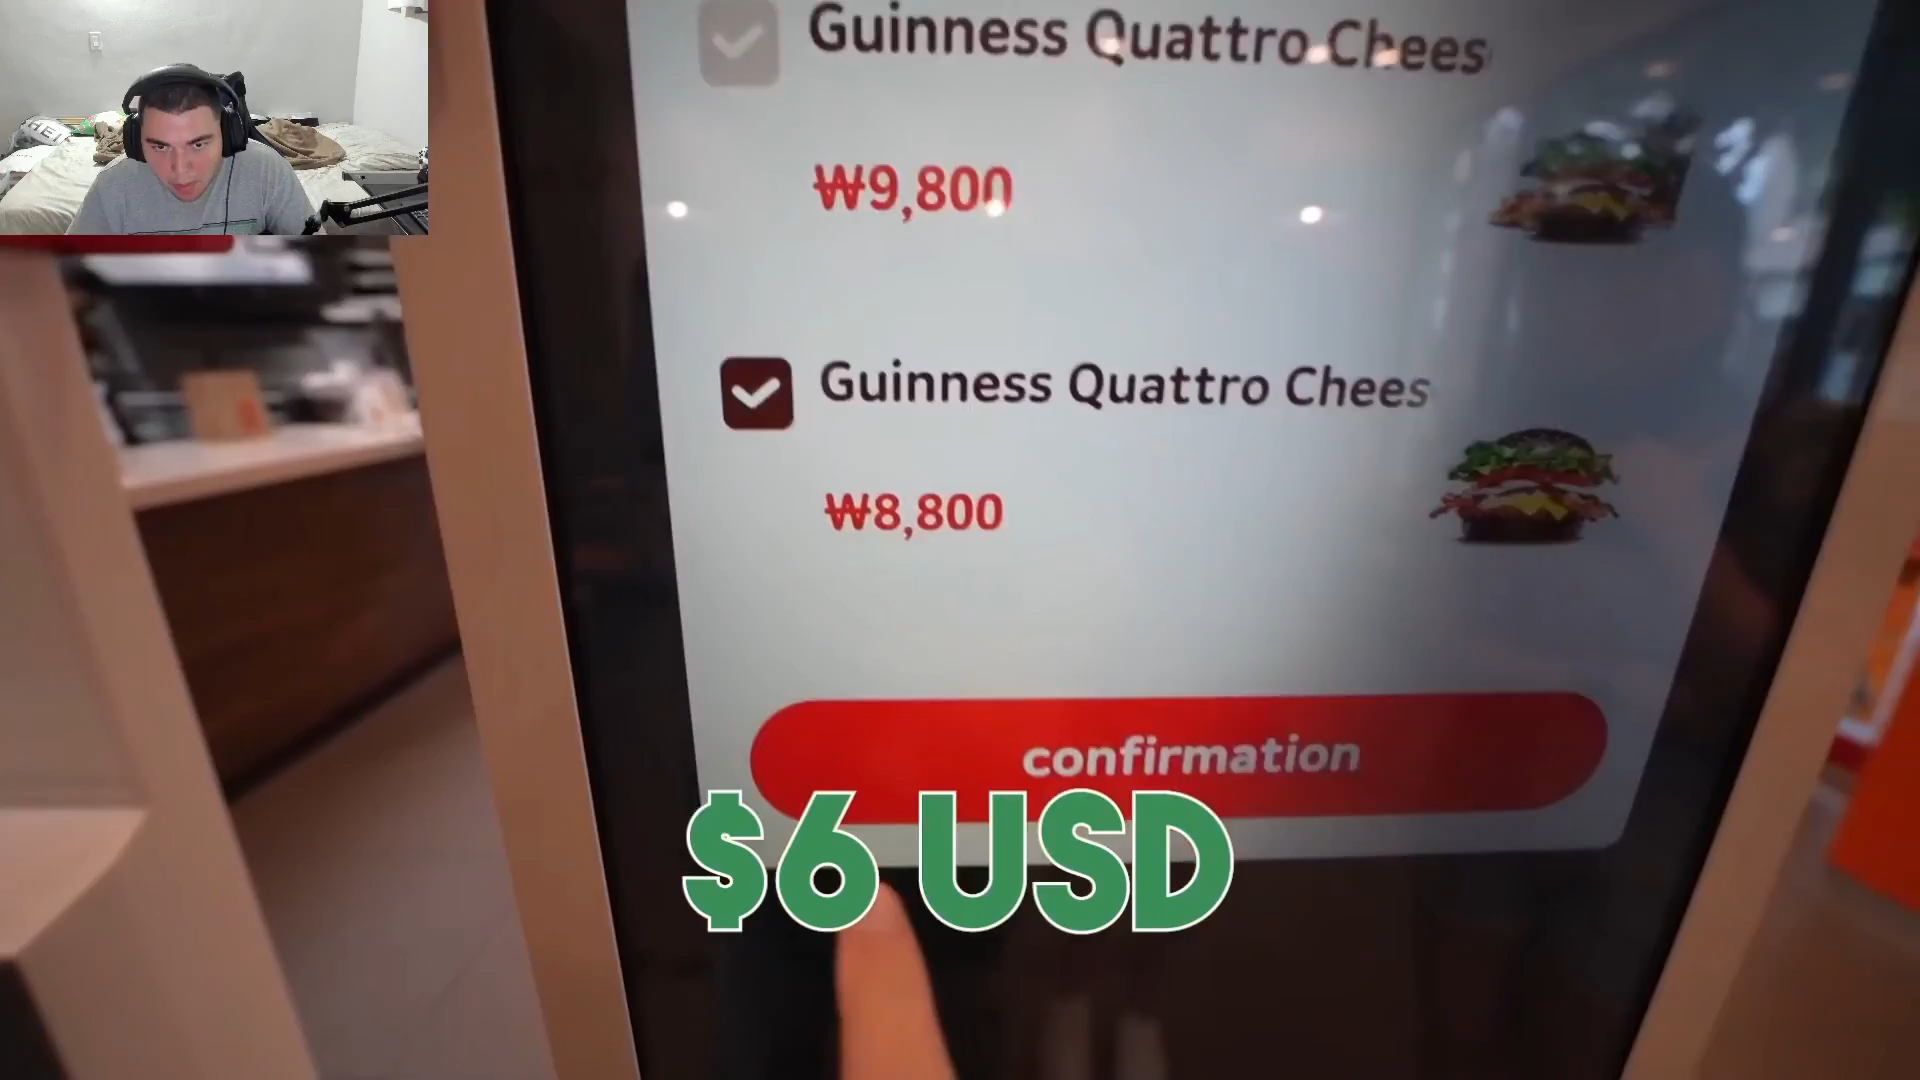 Guinness Quattro Chees
₩9,800
Guinness Quattro Chees
₩8,800
confirmation
$6 USD